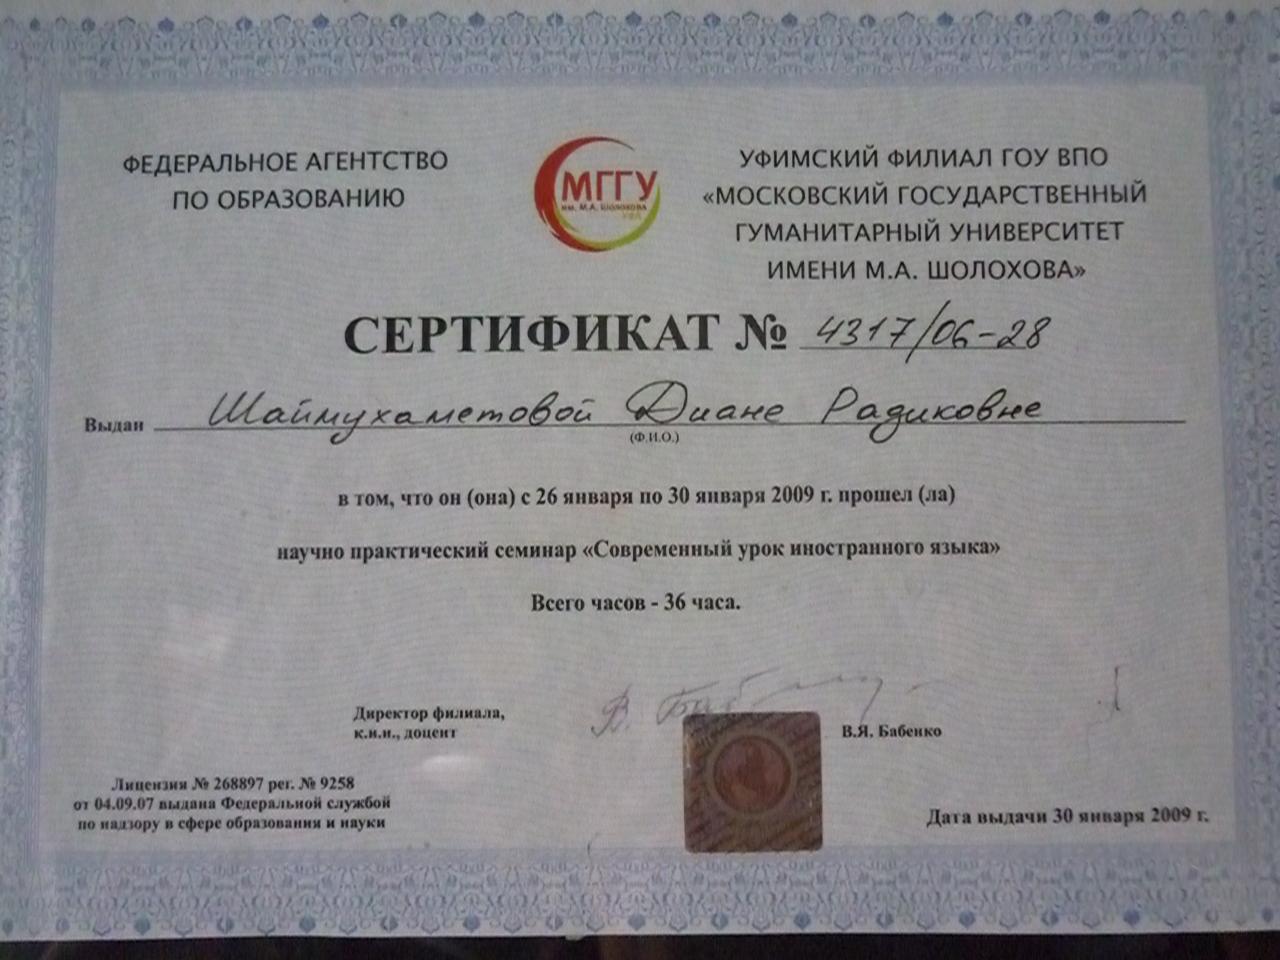 ФЕДЕРАЛЬНОЕ АГЕНТСТВО
ПО ОБРАЗОВАНИЮ
МГГУ
им. М.А. Шолохова
УФА
УФИМСКИЙ ФИЛИАЛ ГОУ ВПО
«МОСКОВСКИЙ ГОСУДАРСТВЕННЫЙ
ГУМАНИТАРНЫЙ УНИВЕРСИТЕТ
ИМЕНИ М.А. ШОЛОХОВА»
СЕРТИФИКАТ № 4317/06-28
Выдан Шаймухаметовой Диане Радиковне
(Ф.И.О.)
в том, что он (она) с 26 января по 30 января 2009 г. прошел (ла)
научно практический семинар «Современный урок иностранного языка»
Всего часов - 36 часа.
Директор филиала,
к.и.н., доцент
В.Я. Бабенко
Лицензия № 268897 рег. № 9258
от 04.09.07 выдана Федеральной службой
по надзору в сфере образования и науки
Дата выдачи 30 января 2009 г.